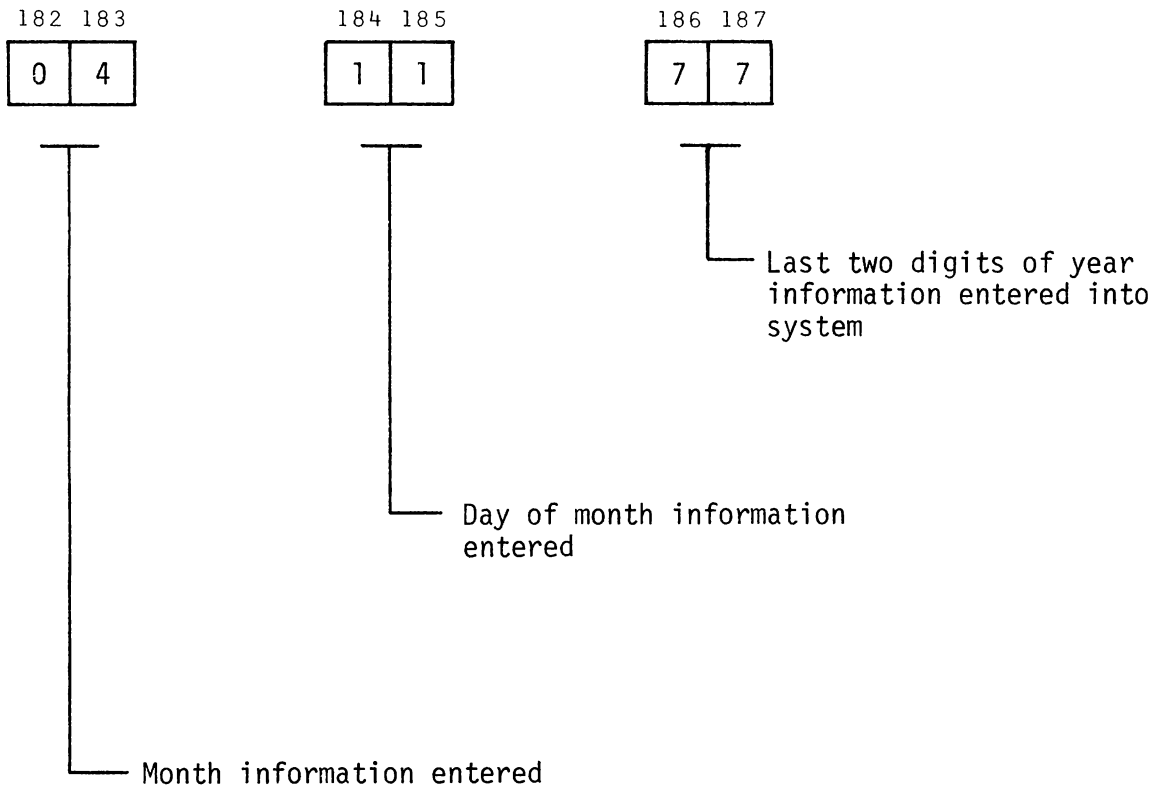 182 183 184 185 186 187
0 4 1 1 7 7
Last two digits of year
information entered into
system
Day of month information
entered
Month information entered